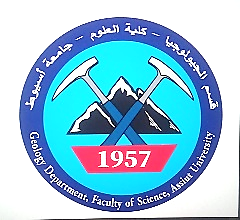 قسم الجيولوجيا - كلية العلوم - جامعة أسيوط
1957
Geology Department, Faculty of Science, Assiut University